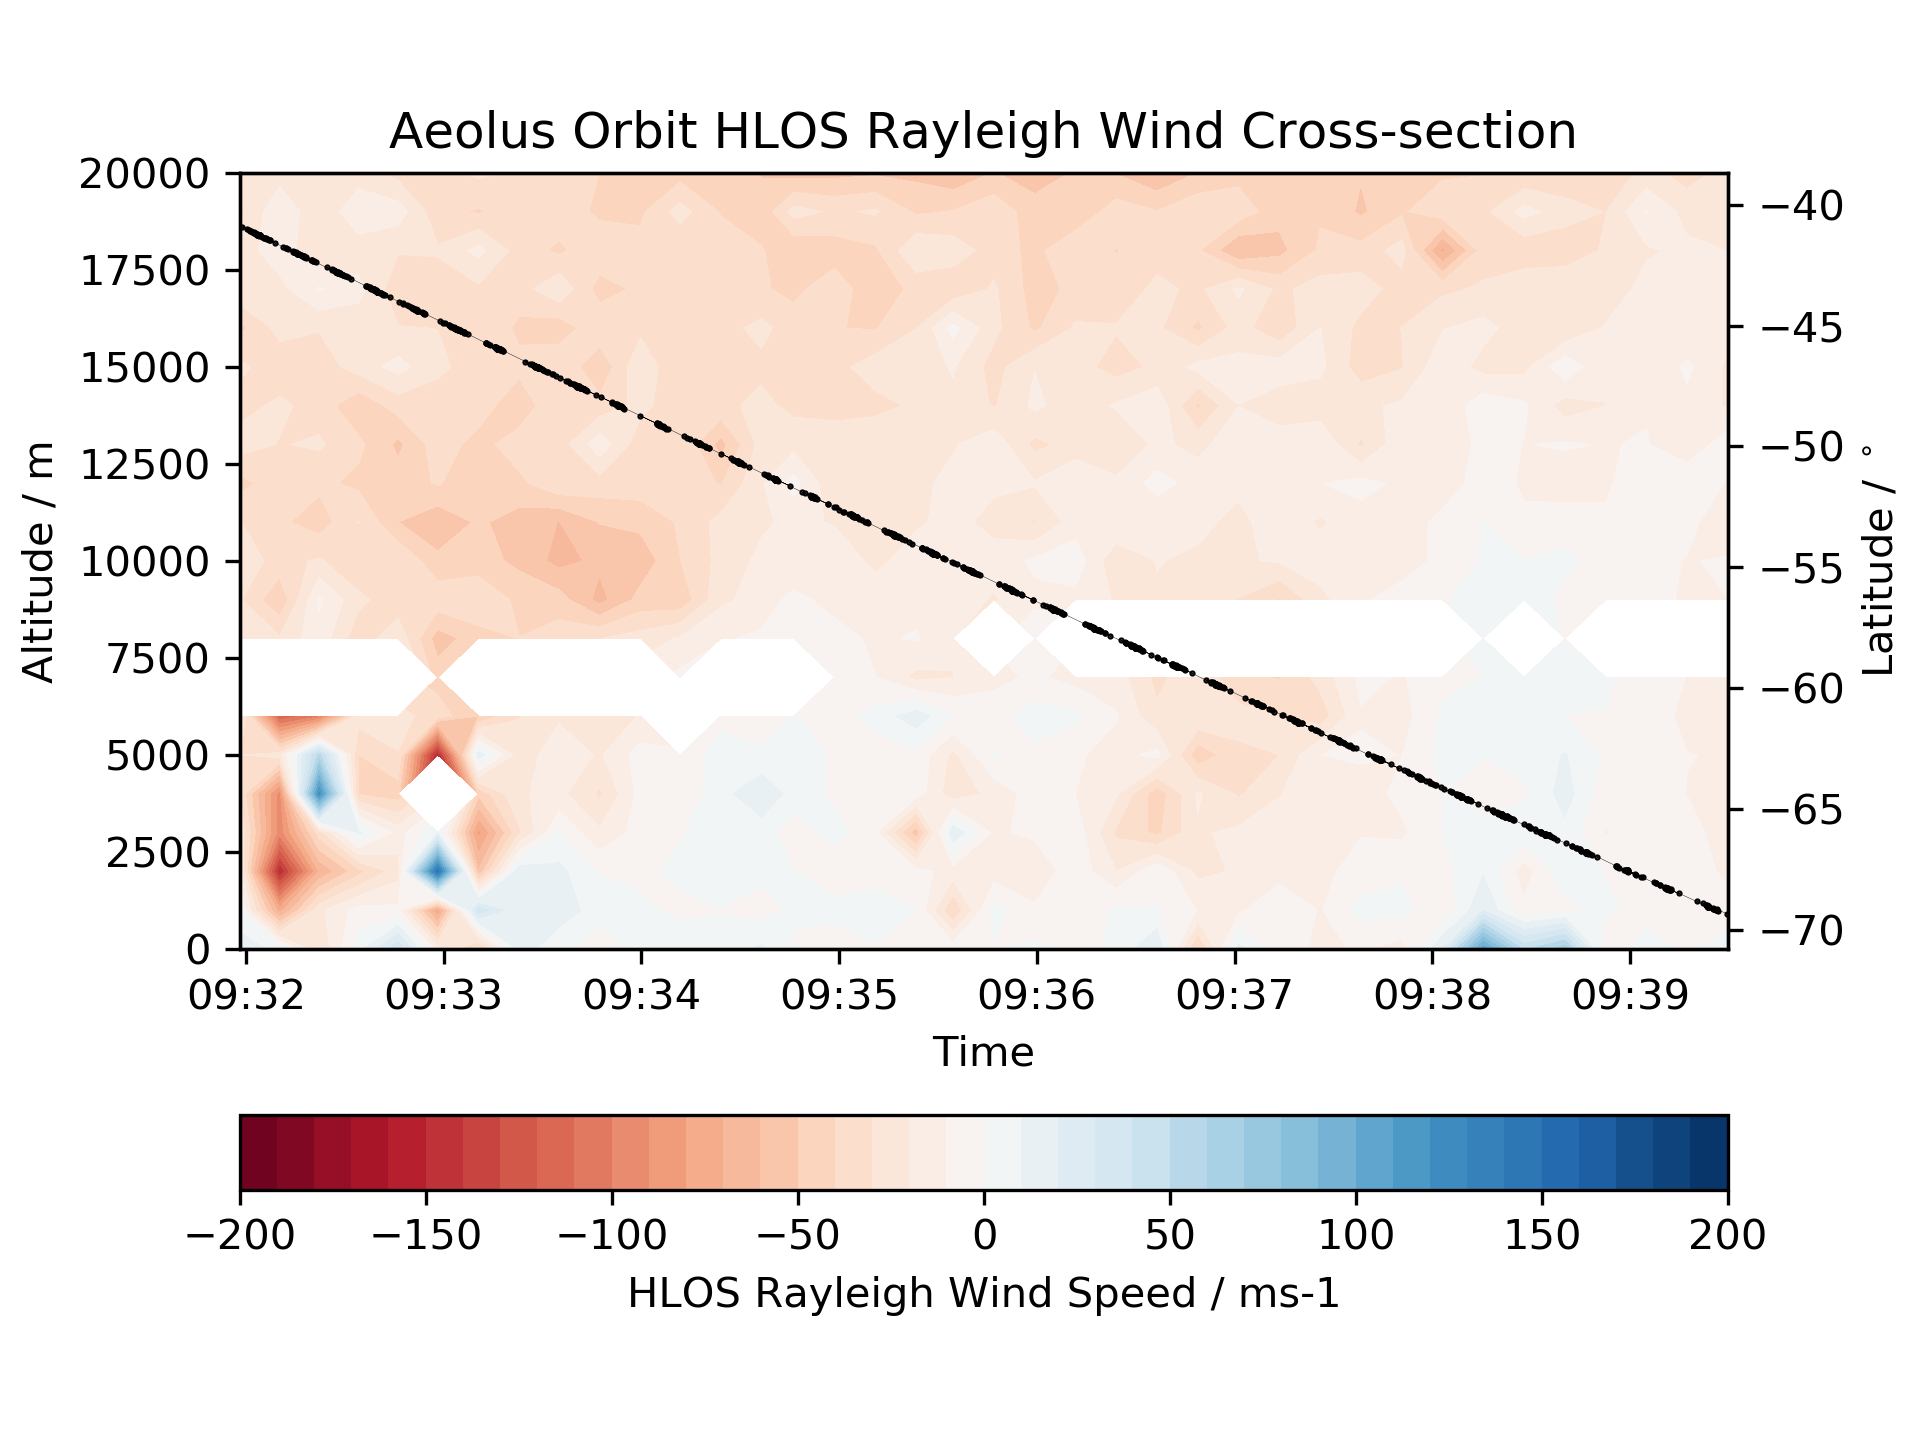 Aeolus Orbit HLOS Rayleigh Wind Cross-section
20000
17500
15000
12500
10000
7500
5000
2500
0
Altitude / m
−40
−45
−50
−55
−60
−65
−70
Latitude / °
09:32 09:33 09:34 09:35 09:36 09:37 09:38 09:39
Time
−200 −150 −100 −50 0 50 100 150 200
HLOS Rayleigh Wind Speed / ms-1